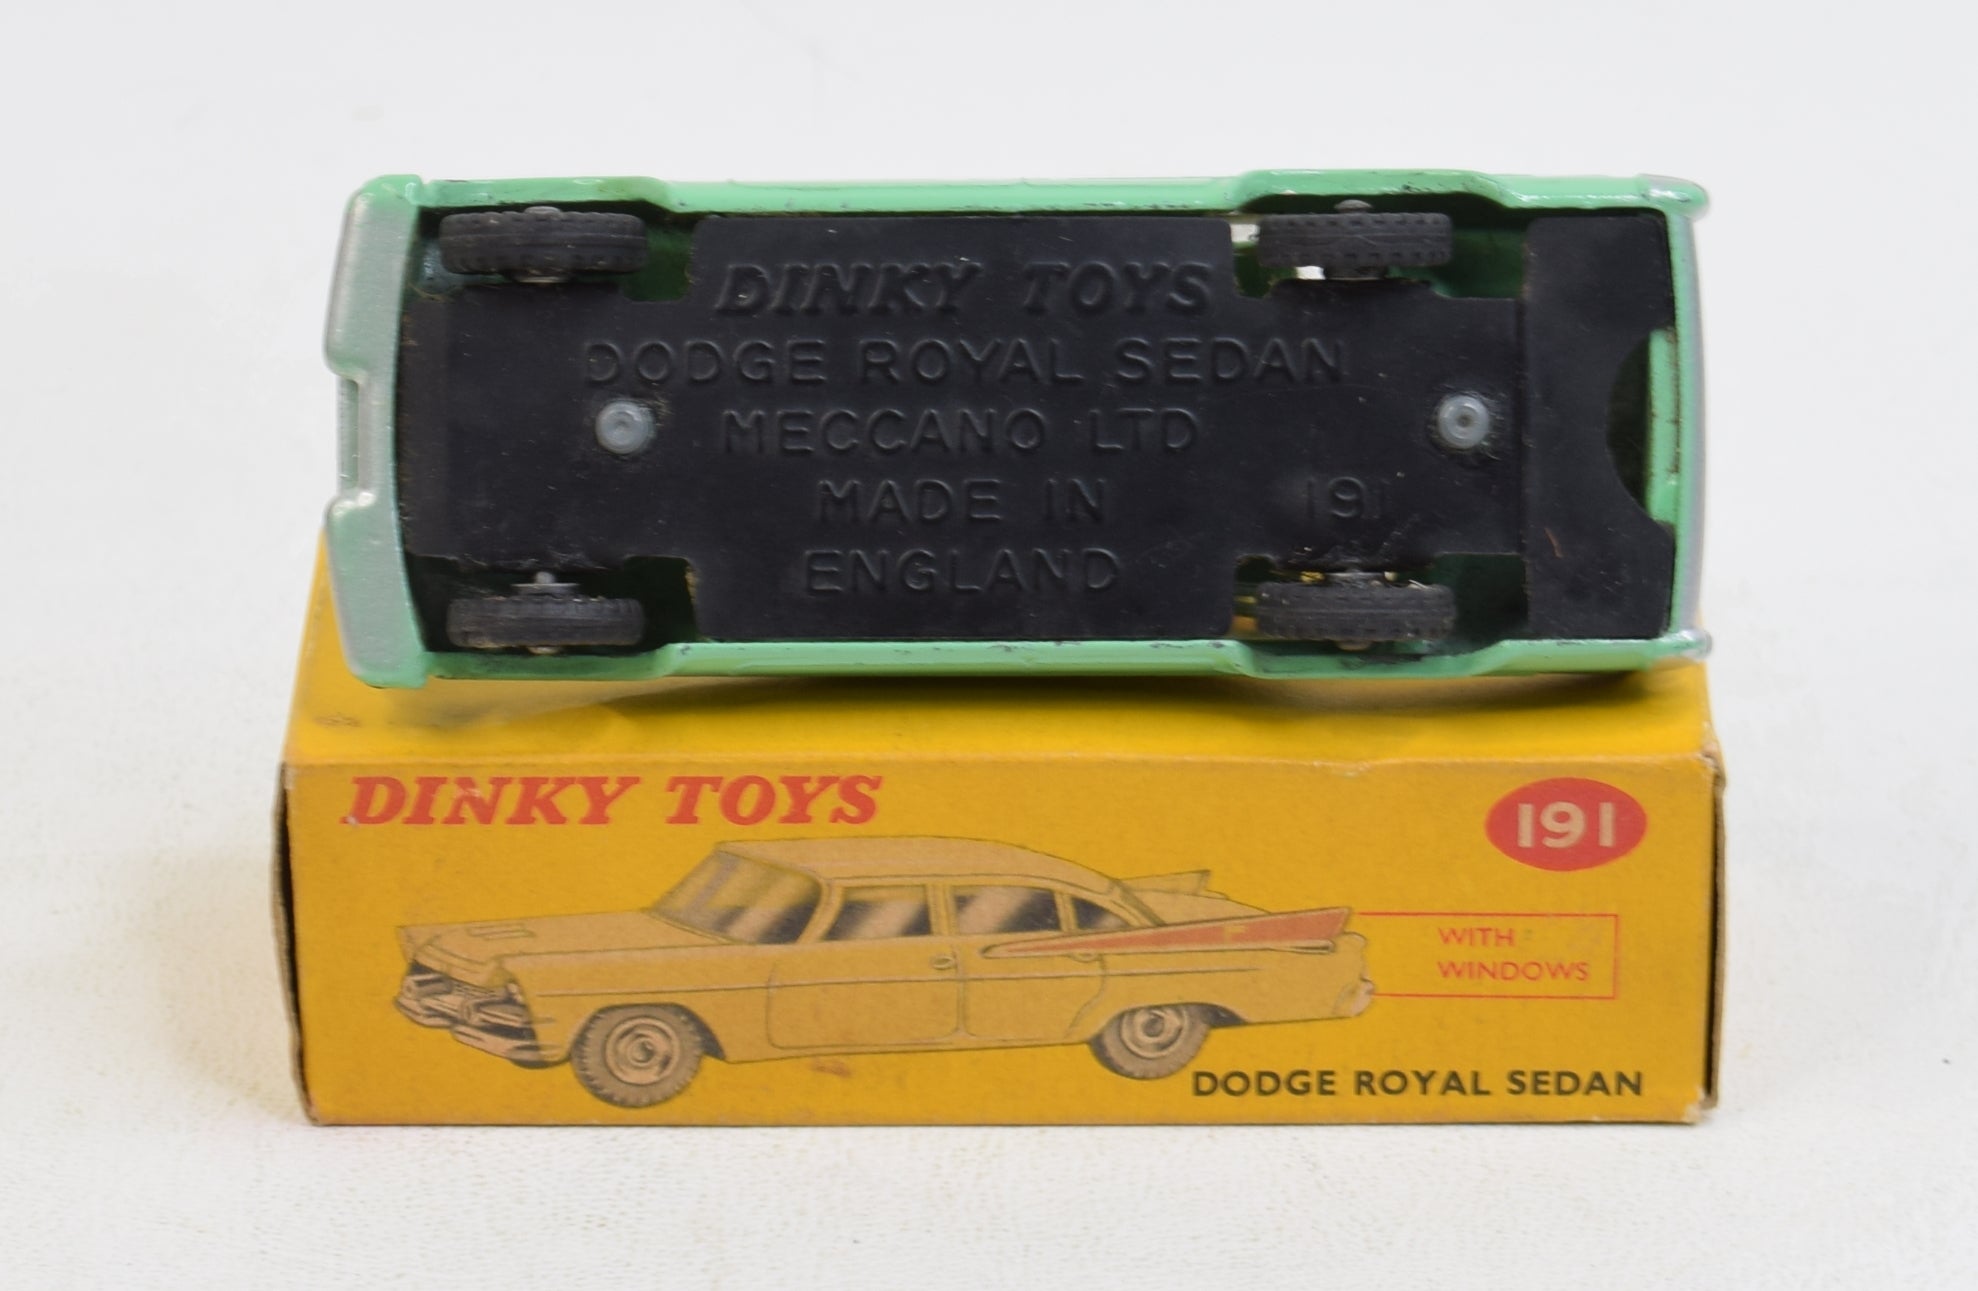 DINKY TOYS
DODGE ROYAL SEDAN
MECCANO LTD
MADE IN 191
ENGLAND
DINKY TOYS
191
WITH
WINDOWS
DODGE ROYAL SEDAN